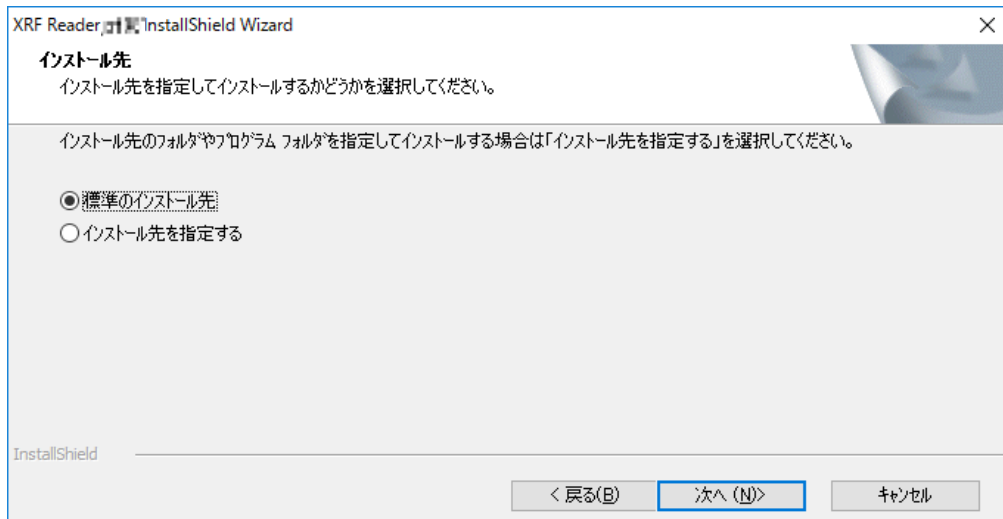 XRF Reader InstallShield Wizard
インストール先
インストール先を指定してインストールするかどうかを選択してください。
インストール先のフォルダやプログラム フォルダを指定してインストールする場合は「インストール先を指定する」を選択してください。
標準のインストール先
インストール先を指定する
InstallShield
< 戻る(B)
次へ (N)>
キャンセル